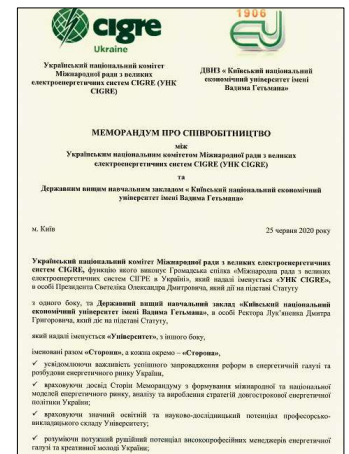 cigre
Ukraine
1906
Український національний комітет
Міжнародної ради з великих
електроенергетичних систем CIGRE (УНК
CIGRE)
ДВНЗ « Київський національний
економічний університет імені
Вадима Гетьмана»
МЕМОРАНДУМ ПРО СПІВРОБІТНИЦТВО
між
Українським національним комітетом Міжнародної ради з великих
електроенергетичних систем CIGRE (УНК CIGRE)
та
Державним вищим навчальним закладом « Київський національний економічний
університет імені Вадима Гетьмана»
м. Київ
25 червня 2020 року
Український національний комітет Міжнародної ради з великих електроенергетичних
систем CIGRE, функцію якого виконує Громадська спілка «Міжнародна рада з великих
електроенергетичних систем СІГРЕ в Україні», який надалі іменується «УНК CIGRE»,
в особі Президента Светеліка Олександра Дмитровича, який діє на підставі Статуту
з одного боку, та Державний вищий навчальний заклад «Київський національний
економічний університет імені Вадима Гетьмана», в особі Ректора Лук'яненка Дмитра
Григоровича, який діє на підставі Статуту,
який надалі іменується «Університет», з іншого боку,
іменовані разом «Сторони», а кожна окремо – «Сторона»,
✓ усвідомлюючи важливість успішного запровадження реформ в енергетичній галузі та
розбудови енергетичного ринку України,
✓ враховуючи досвід Сторін Меморандуму з формування міжнародної та національної
моделей енергетичного ринку, аналізу та вироблення стратегій довгострокової енергетичної
політики України;
✓ враховуючи значний освітній та науково-дослідницький потенціал професорсько-
викладацького складу Університету;
✓ розуміючи потужний рушійний потенціал високопрофесійних менеджерів енергетичної
галузі та креативної молоді України;